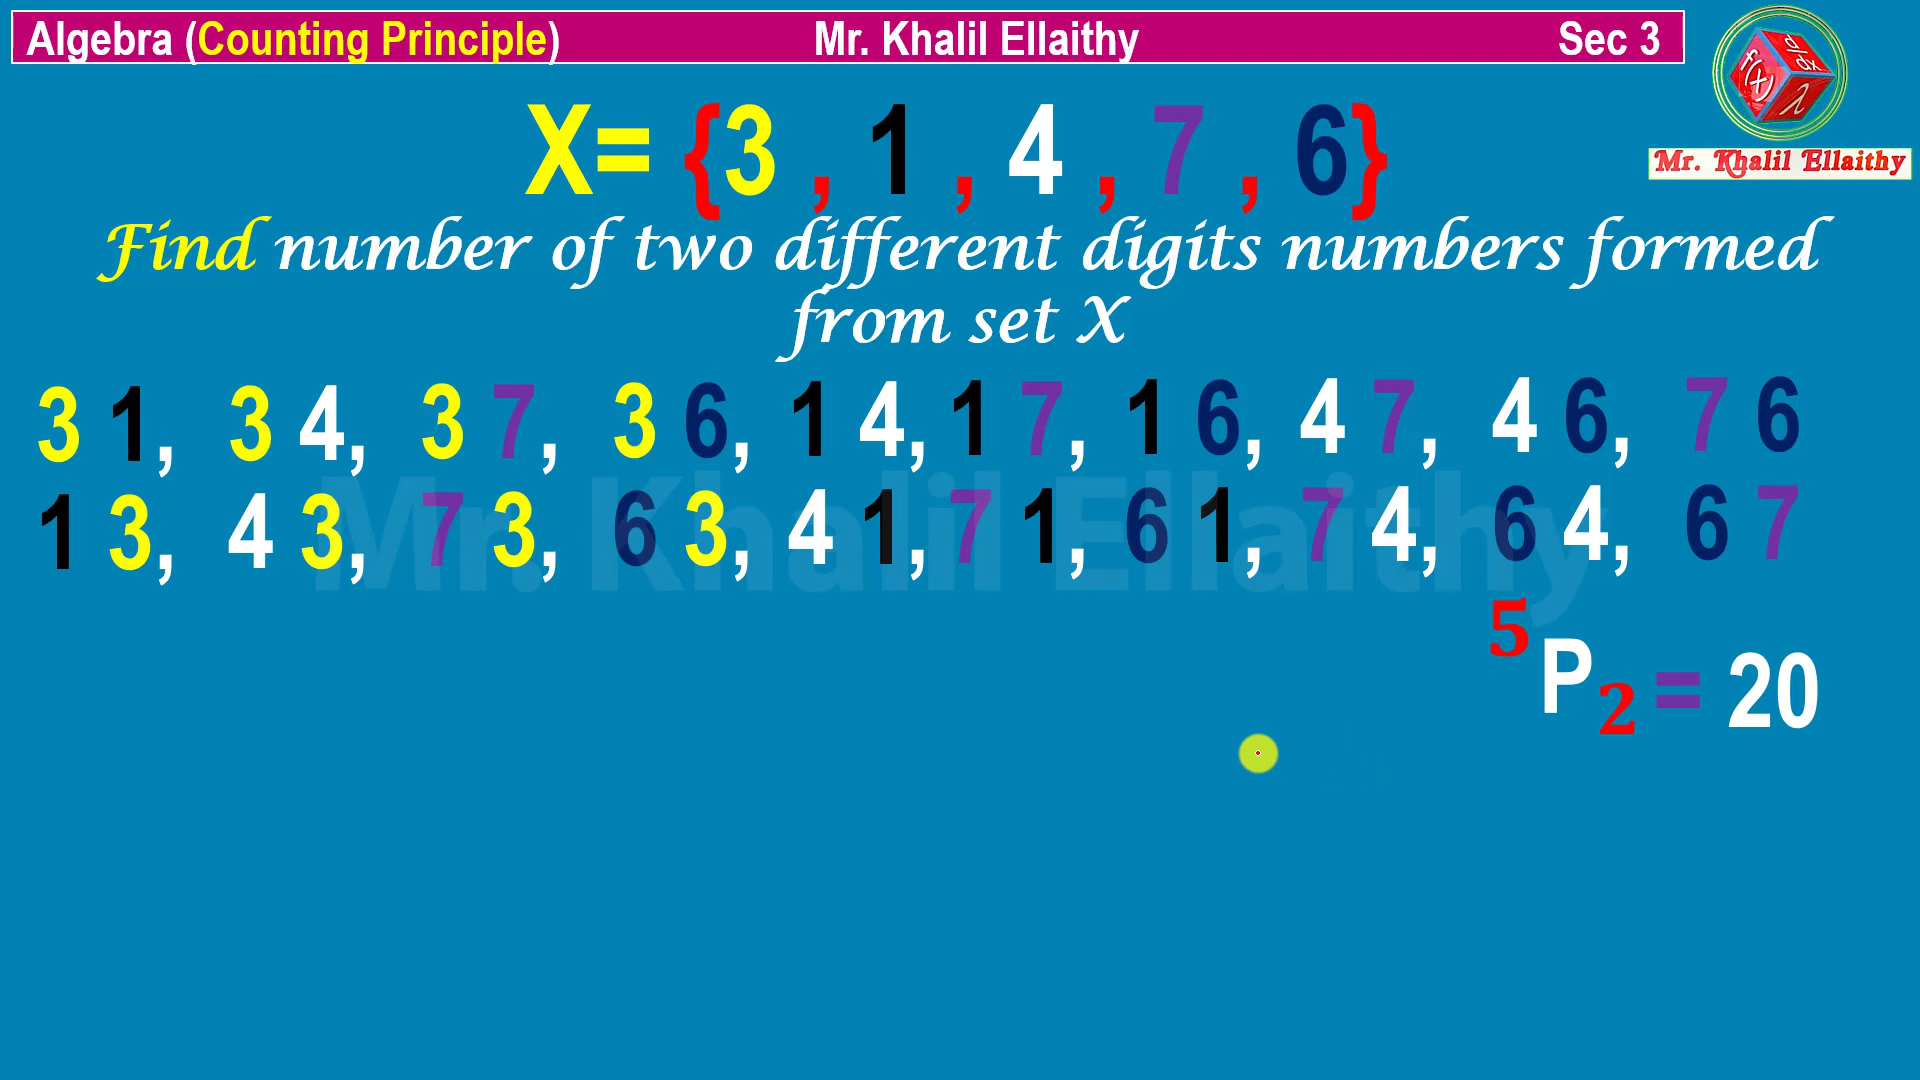 Algebra (Counting Principle) Mr. Khalil Ellaithy Sec 3
f(x) d/dx λ
Mr. Khalil Ellaithy
X= {3 , 1 , 4 , 7 , 6}
Find number of two different digits numbers formed
from set X
3 1, 3 4, 3 7, 3 6, 1 4, 1 7, 1 6, 4 7, 4 6, 7 6
1 3, 4 3, 7 3, 6 3, 4 1, 7 1, 6 1, 7 4, 6 4, 6 7
Mr. Khalil Ellaithy
⁵P₂ = 20